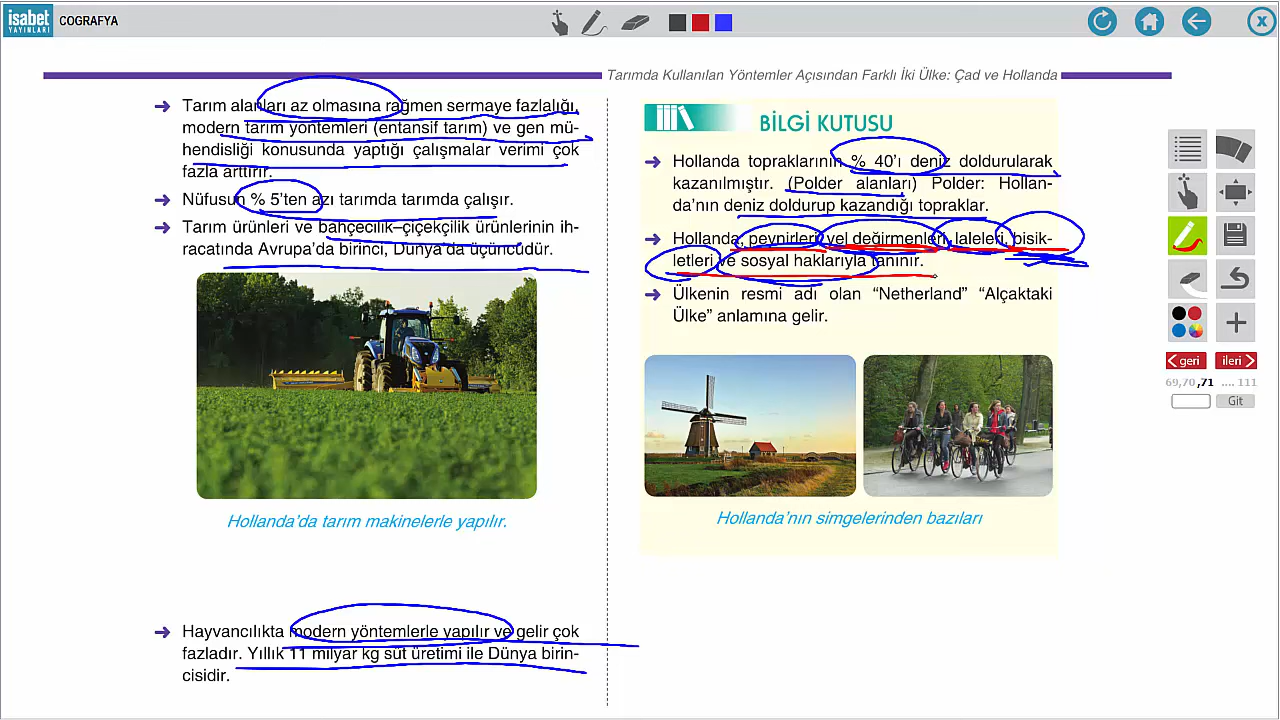 isabet
YAYINLARI
COGRAFYA
Tarımda Kullanılan Yöntemler Açısından Farklı İki Ülke: Çad ve Hollanda
Tarım alanları az olmasına rağmen sermaye fazlalığı,
modern tarım yöntemleri (entansif tarım) ve gen mü-
hendisliği konusunda yaptığı çalışmalar verimi çok
fazla arttırır.
Nüfusun % 5'ten azı tarımda tarımda çalışır.
Tarım ürünleri ve bahçecilik–çiçekçilik ürünlerinin ih-
racatında Avrupa'da birinci, Dünya'da üçüncüdür.
Hollanda'da tarım makinelerle yapılır.
Hayvancılıkta modern yöntemlerle yapılır ve gelir çok
fazladır. Yıllık 11 milyar kg süt üretimi ile Dünya birin-
cisidir.
BİLGİ KUTUSU
Hollanda topraklarının % 40'ı deniz doldurularak
kazanılmıştır. (Polder alanları) Polder: Hollan-
da'nın deniz doldurup kazandığı topraklar.
Hollanda, peynirleri yel değirmenleri, laleleri, bisik-
letleri ve sosyal haklarıyla tanınır.
Ülkenin resmi adı olan “Netherland” “Alçaktaki
Ülke” anlamına gelir.
Hollanda'nın simgelerinden bazıları
geri ileri
69,70,71 .... 111
Git